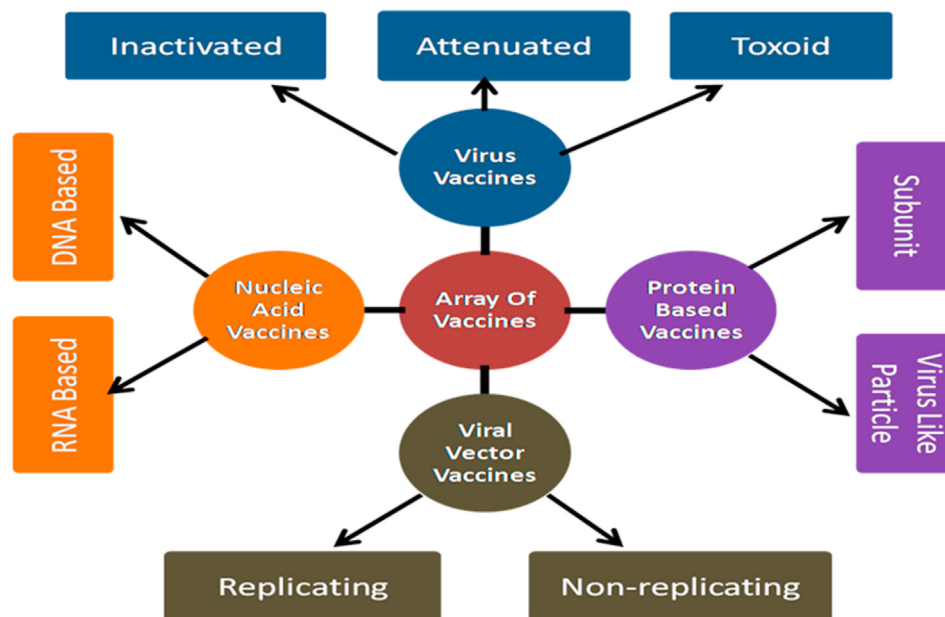 Inactivated
Attenuated
Toxoid
Virus
Vaccines
DNA Based
Subunit
Nucleic
Acid
Vaccines
Array Of
Vaccines
Protein
Based
Vaccines
RNA Based
Virus Like
Particle
Viral
Vector
Vaccines
Replicating
Non-replicating